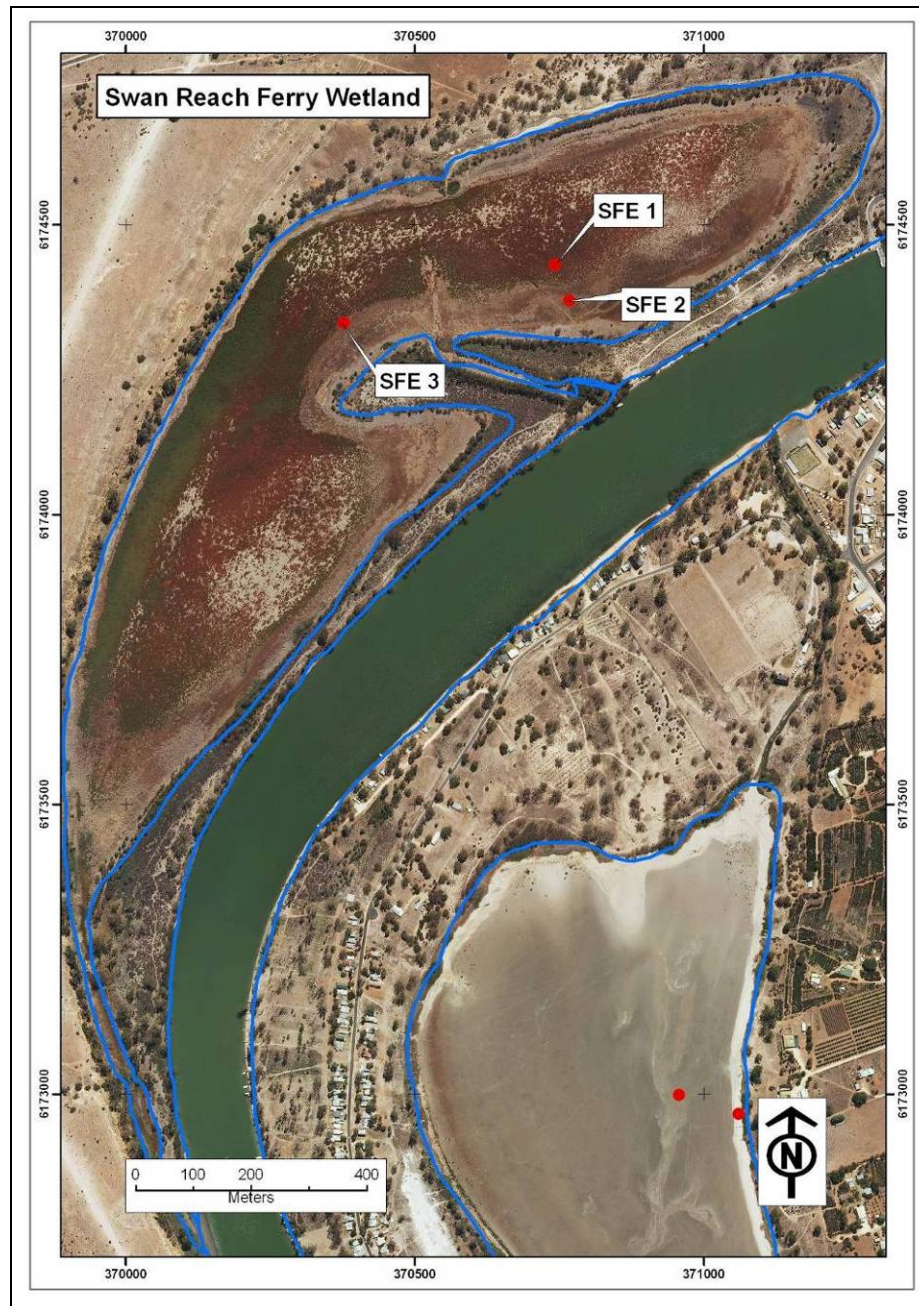 370000 370500 371000
Swan Reach Ferry Wetland
6174500 6174500
SFE 1
SFE 2
SFE 3
6174000 6174000
6173500 6173500
6173000 6173000
N
0 100 200 400
Meters
370000 370500 371000